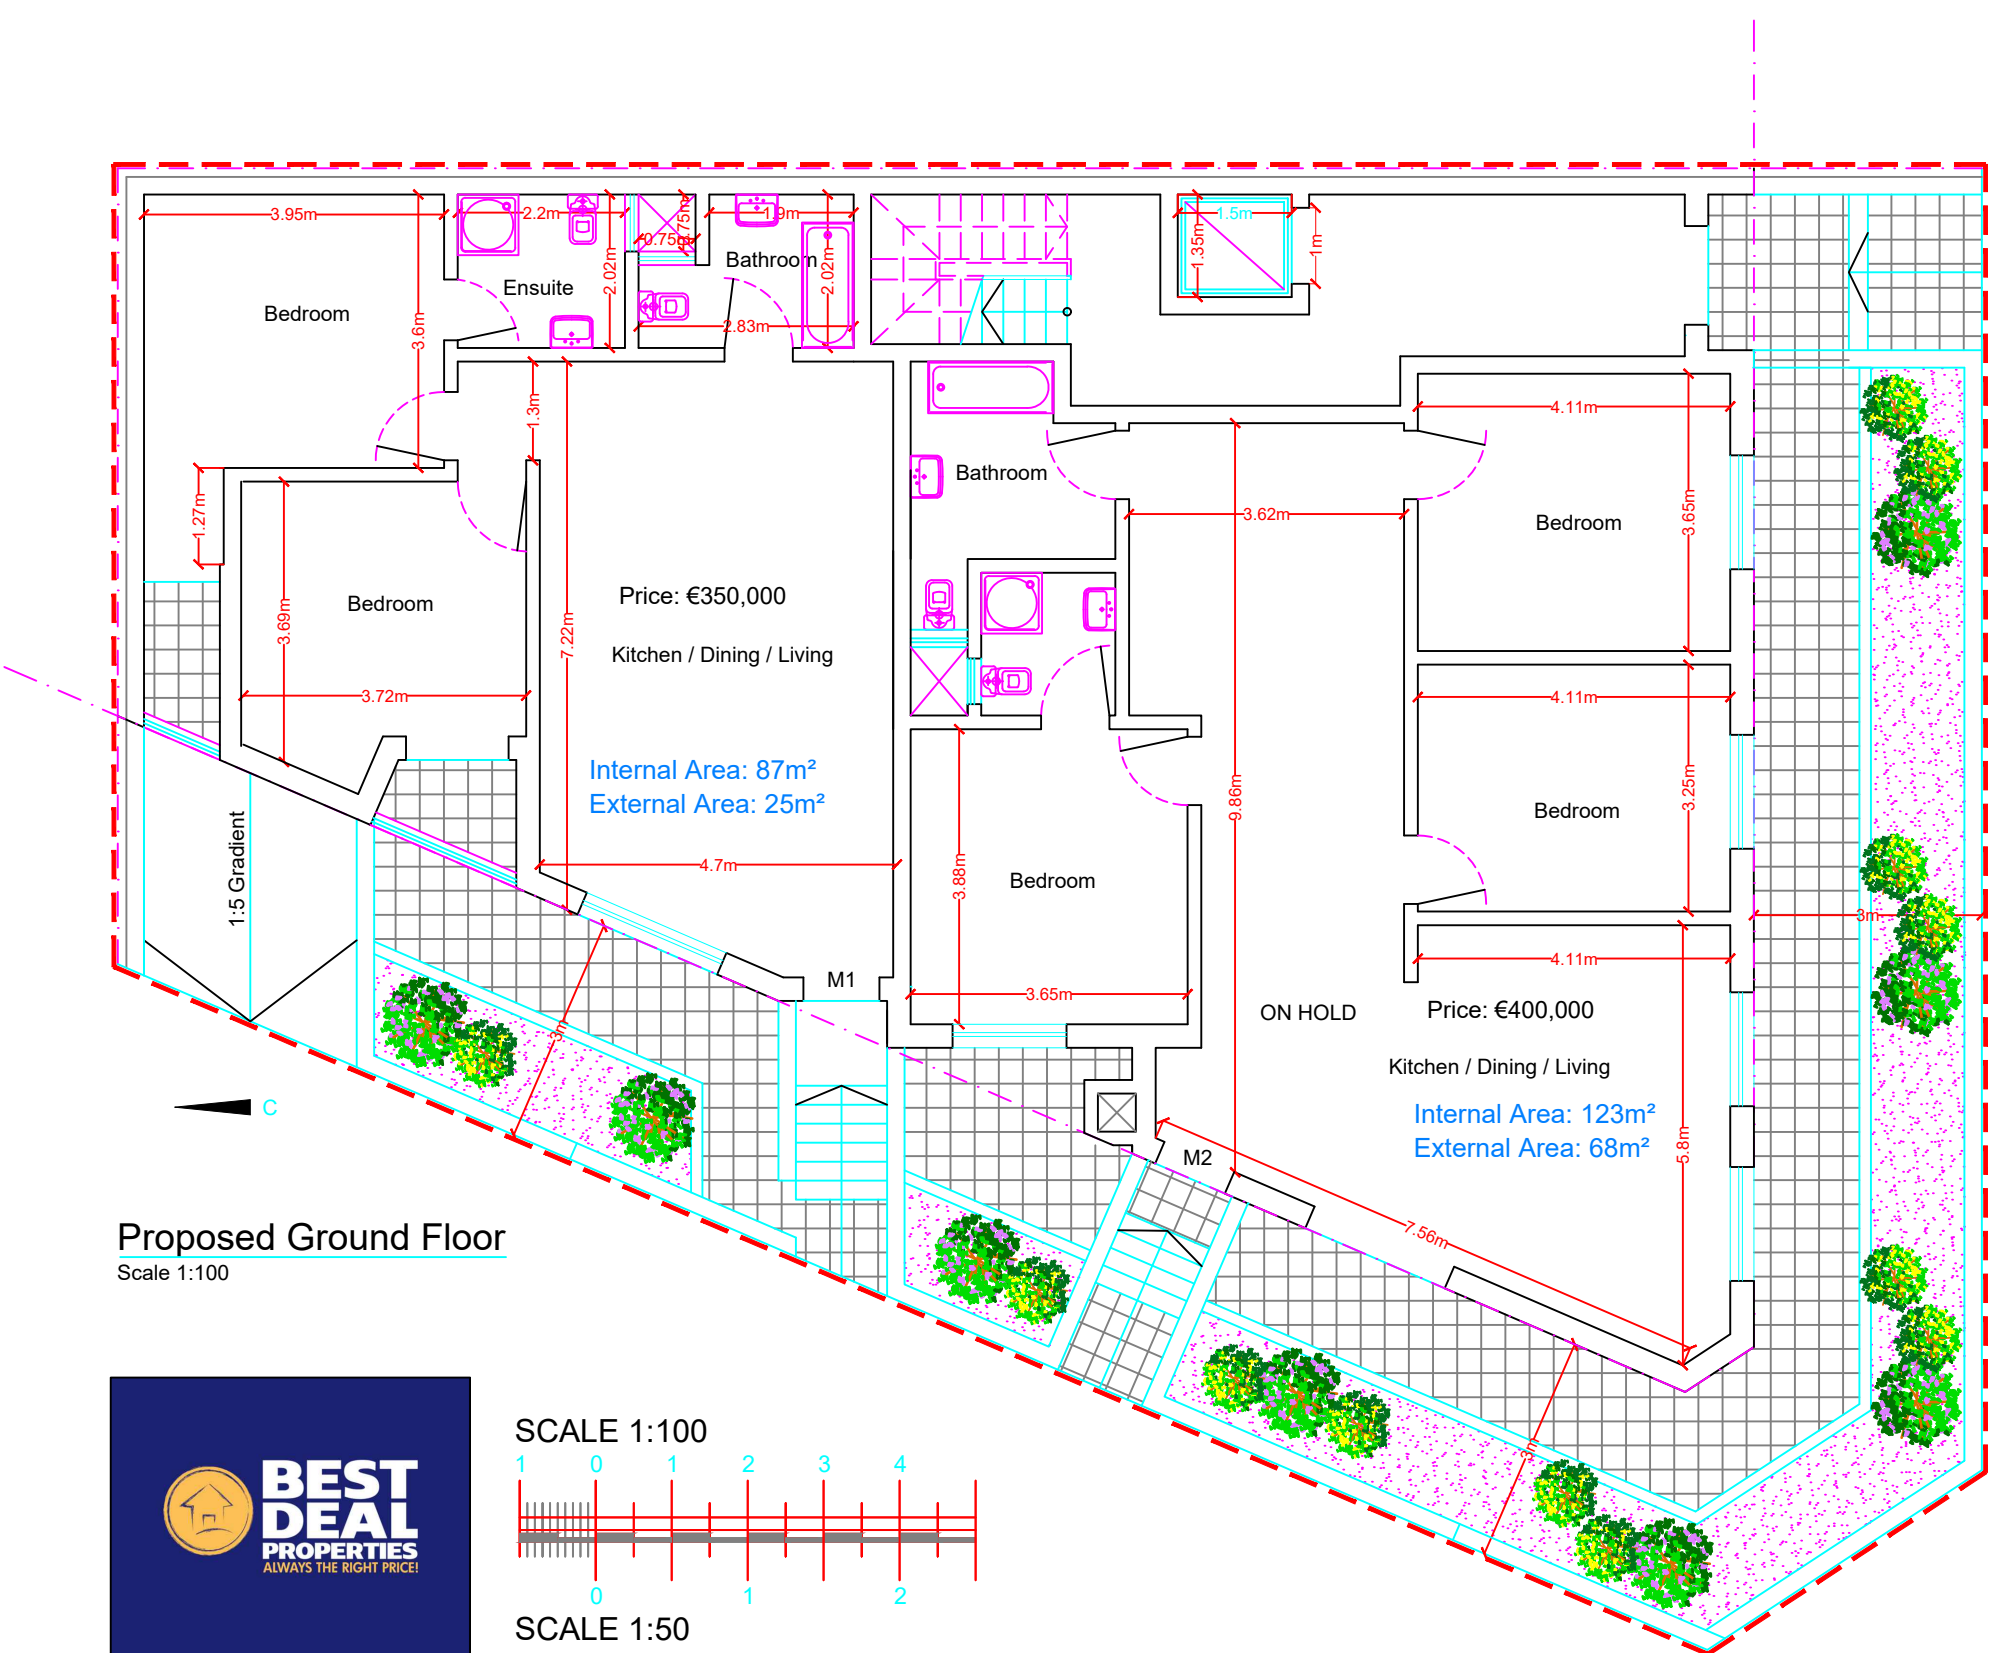 3.95m
2.2m
0.75m
0.75m
1.9m
1.5m
1.35m
1m
2.02m
2.02m
Bathroom
Ensuite
Bedroom
3.6m
2.83m
1.3m
4.11m
Bathroom
3.65m
Bedroom
1.27m
3.62m
Bedroom
3.69m
7.22m
Price: €350,000
Kitchen / Dining / Living
3.72m
4.11m
Internal Area: 87m²
External Area: 25m²
9.86m
3.25m
Bedroom
1:5 Gradient
4.7m
3.88m
Bedroom
3m
4.11m
M1
3.65m
ON HOLD
Price: €400,000
3m
Kitchen / Dining / Living
Internal Area: 123m²
External Area: 68m²
C
M2
5.8m
7.56m
3m
Proposed Ground Floor
Scale 1:100
SCALE 1:100
1 0 1 2 3 4
0 1 2
SCALE 1:50
BEST
DEAL
PROPERTIES
ALWAYS THE RIGHT PRICE!